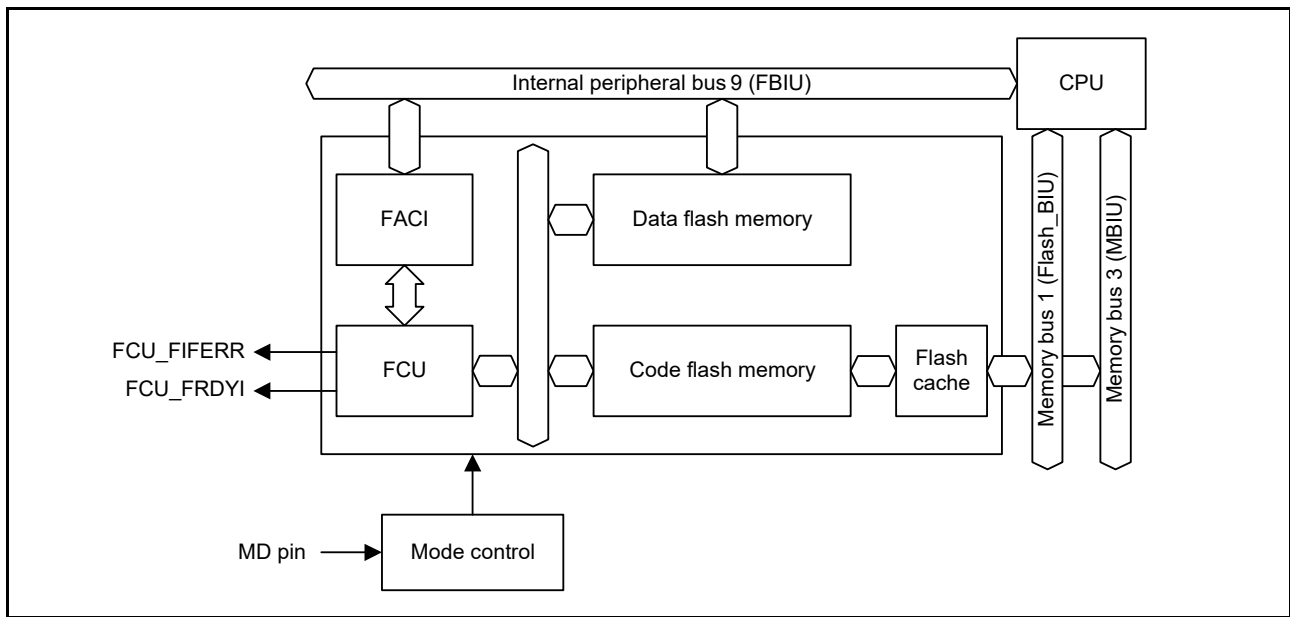 Internal peripheral bus 9 (FBIU)
CPU
FACI
Data flash memory
Memory bus 1 (Flash_BIU)
Memory bus 3 (MBIU)
FCU_FIFERR
FCU_FRDYI
FCU
Code flash memory
Flash
cache
MD pin
Mode control